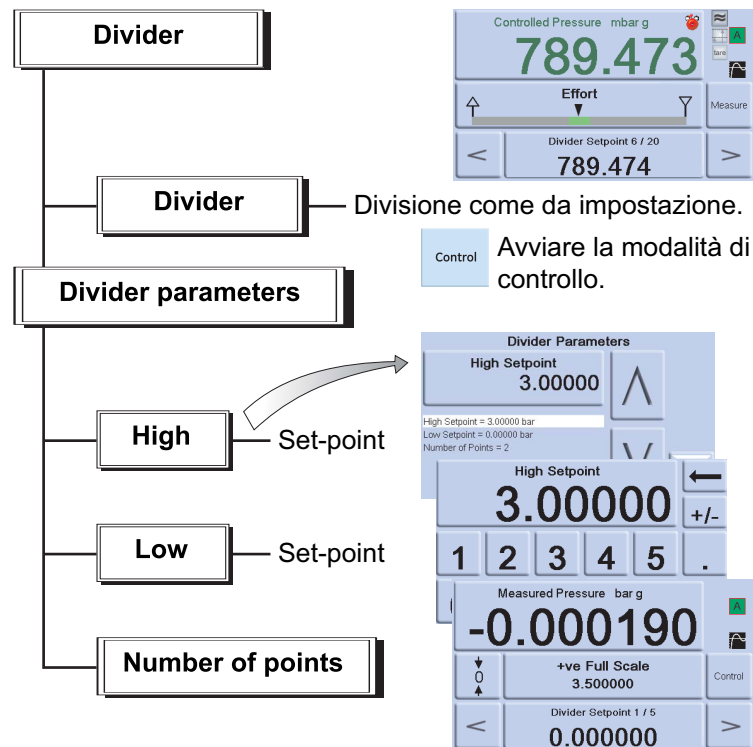 Divider
Controlled Pressure mbar g
789.473
tare
A
Effort
Measure
Divider Setpoint 6 / 20
<
789.474
>
Divider
Divisione come da impostazione.
Control
Avviare la modalità di
controllo.
Divider parameters
Divider Parameters
High Setpoint
3.00000
High Setpoint = 3.00000 bar
Low Setpoint = 0.00000 bar
Number of Points = 2
High
Set-point
High Setpoint
3.00000
+/-
1 2 3 4 5 .
Low
Set-point
Measured Pressure bar g
-0.000190
A
Number of points
0
+ve Full Scale
3.500000
Control
Divider Setpoint 1 / 5
<
0.000000
>